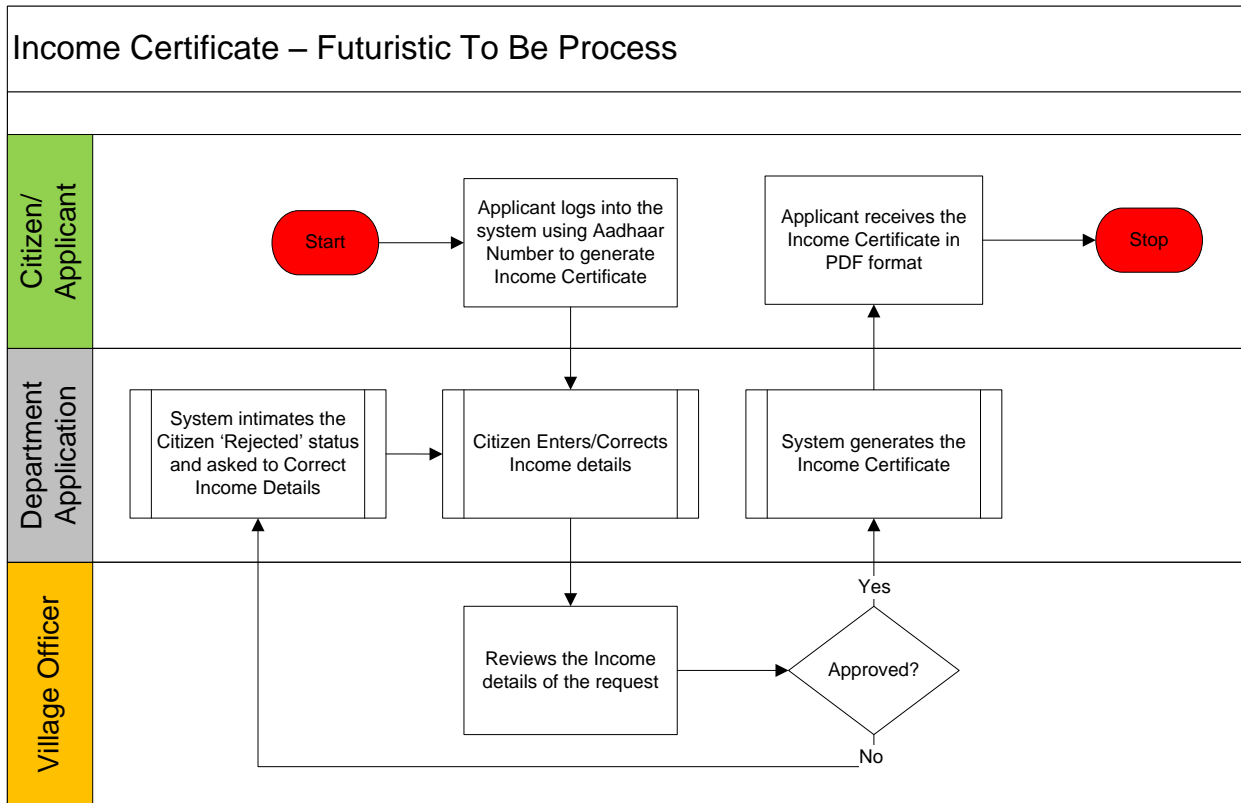 Income Certificate – Futuristic To Be Process
Citizen/
Applicant
Start
Applicant logs into the
system using Aadhaar
Number to generate
Income Certificate
Applicant receives the
Income Certificate in
PDF format
Stop
Department
Application
System intimates the
Citizen ‘Rejected’ status
and asked to Correct
Income Details
Citizen Enters/Corrects
Income details
System generates the
Income Certificate
Village Officer
Reviews the Income
details of the request
Yes
Approved?
No